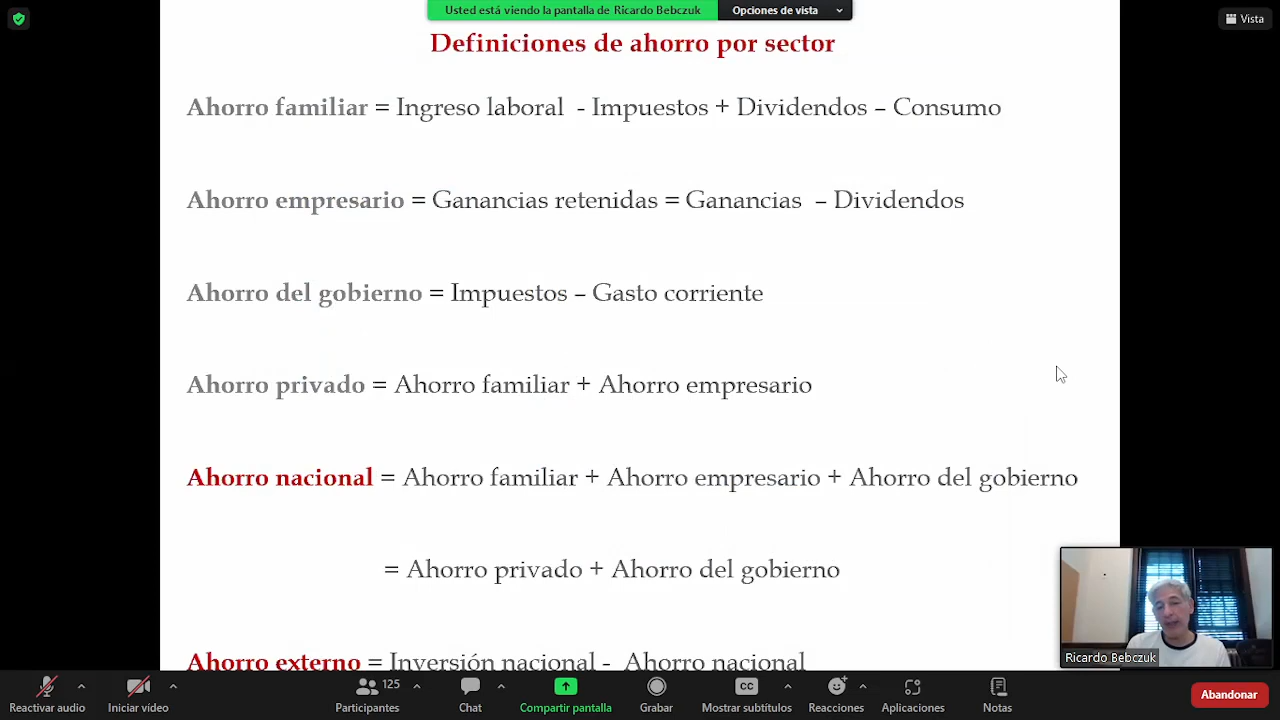 Usted está viendo la pantalla de Ricardo Bebczuk
Opciones de vista
Vista
Definiciones de ahorro por sector
Ahorro familiar = Ingreso laboral - Impuestos + Dividendos – Consumo
Ahorro empresario = Ganancias retenidas = Ganancias – Dividendos
Ahorro del gobierno = Impuestos – Gasto corriente
Ahorro privado = Ahorro familiar + Ahorro empresario
Ahorro nacional = Ahorro familiar + Ahorro empresario + Ahorro del gobierno
= Ahorro privado + Ahorro del gobierno
Ahorro externo = Inversión nacional - Ahorro nacional
Ricardo Bebczuk
125
CC
Reactivar audio
Iniciar vídeo
Participantes
Chat
Compartir pantalla
Grabar
Mostrar subtítulos
Reacciones
Aplicaciones
Notas
Abandonar